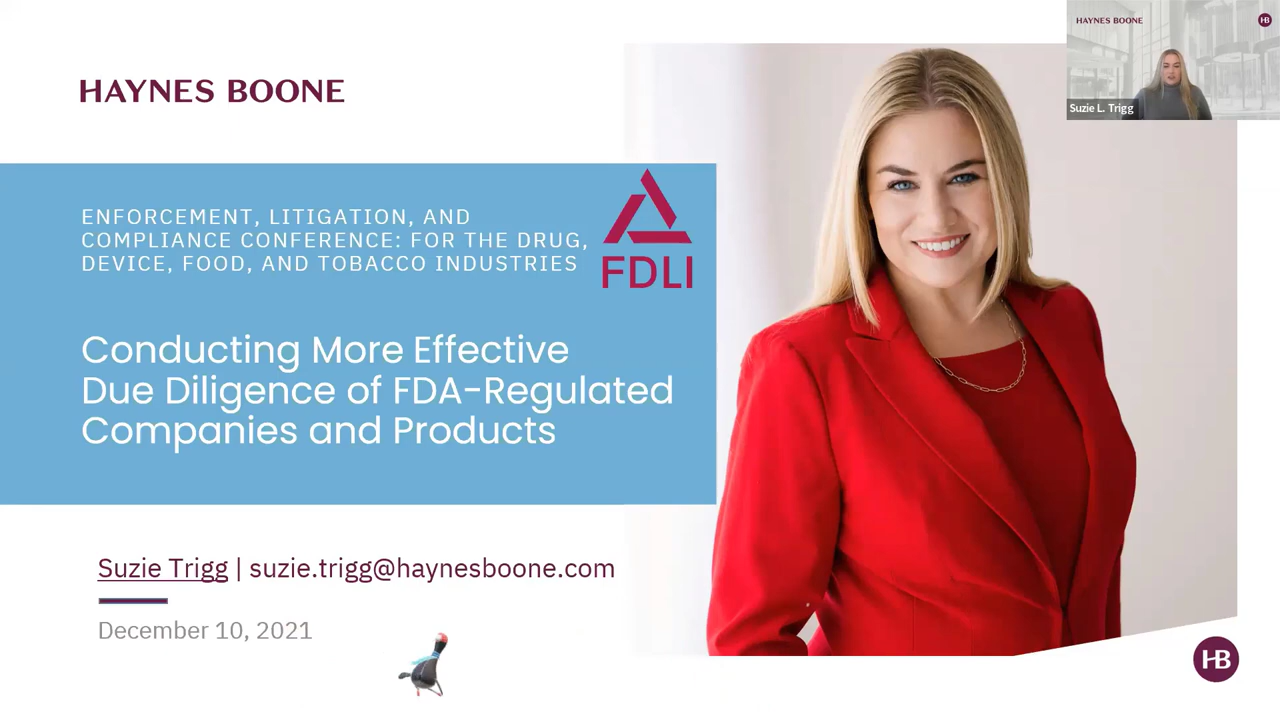 HAYNES BOONE
HAYNES BOONE
HB
Suzie L. Trigg
ENFORCEMENT, LITIGATION, AND
COMPLIANCE CONFERENCE: FOR THE DRUG,
DEVICE, FOOD, AND TOBACCO INDUSTRIES
FDLI
Conducting More Effective
Due Diligence of FDA-Regulated
Companies and Products
Suzie Trigg | suzie.trigg@haynesboone.com
December 10, 2021
HB